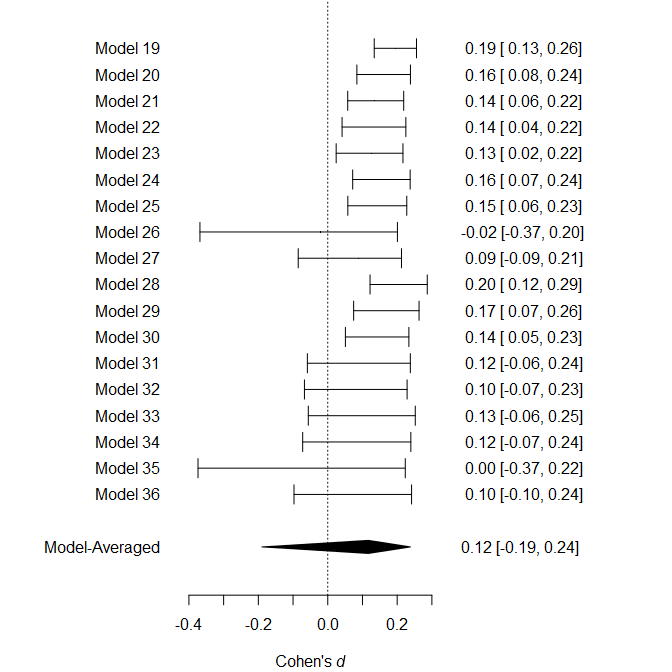 Model 19 0.19 [ 0.13, 0.26]
Model 20 0.16 [ 0.08, 0.24]
Model 21 0.14 [ 0.06, 0.22]
Model 22 0.14 [ 0.04, 0.22]
Model 23 0.13 [ 0.02, 0.22]
Model 24 0.16 [ 0.07, 0.24]
Model 25 0.15 [ 0.06, 0.23]
Model 26 -0.02 [-0.37, 0.20]
Model 27 0.09 [-0.09, 0.21]
Model 28 0.20 [ 0.12, 0.29]
Model 29 0.17 [ 0.07, 0.26]
Model 30 0.14 [ 0.05, 0.23]
Model 31 0.12 [-0.06, 0.24]
Model 32 0.10 [-0.07, 0.23]
Model 33 0.13 [-0.06, 0.25]
Model 34 0.12 [-0.07, 0.24]
Model 35 0.00 [-0.37, 0.22]
Model 36 0.10 [-0.10, 0.24]
Model-Averaged 0.12 [-0.19, 0.24]
-0.4 -0.2 0.0 0.2
Cohen's d